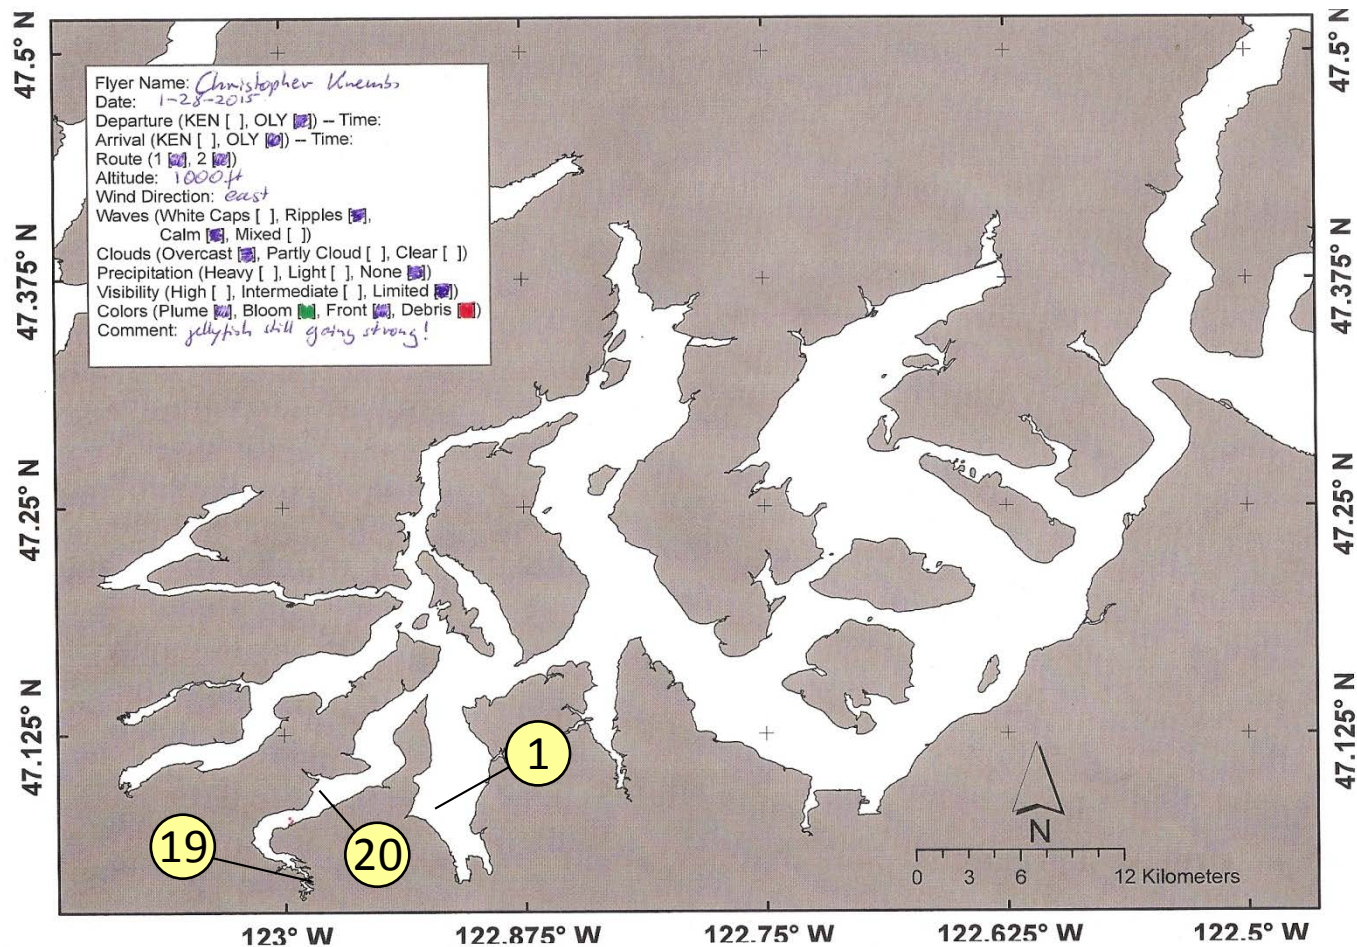 47.5° N
47.5° N
Flyer Name: Christopher Krembs
Date: 1-28-2015
Departure (KEN [ ], OLY [ ]) -- Time:
Arrival (KEN [ ], OLY [ ]) -- Time:
Route (1 [ ], 2 [ ])
Altitude: 1000ft
Wind Direction: east
Waves (White Caps [ ], Ripples [ ],
Calm [ ], Mixed [ ])
Clouds (Overcast [ ], Partly Cloud [ ], Clear [ ])
Precipitation (Heavy [ ], Light [ ], None [ ])
Visibility (High [ ], Intermediate [ ], Limited [ ])
Colors (Plume [ ], Bloom [ ], Front [ ], Debris [ ])
Comment: jellyfish still going strong!
47.375° N
47.375° N
47.25° N
47.25° N
47.125° N
47.125° N
1
19
20
N
0 3 6 12 Kilometers
123° W
122.875° W
122.75° W
122.625° W
122.5° W